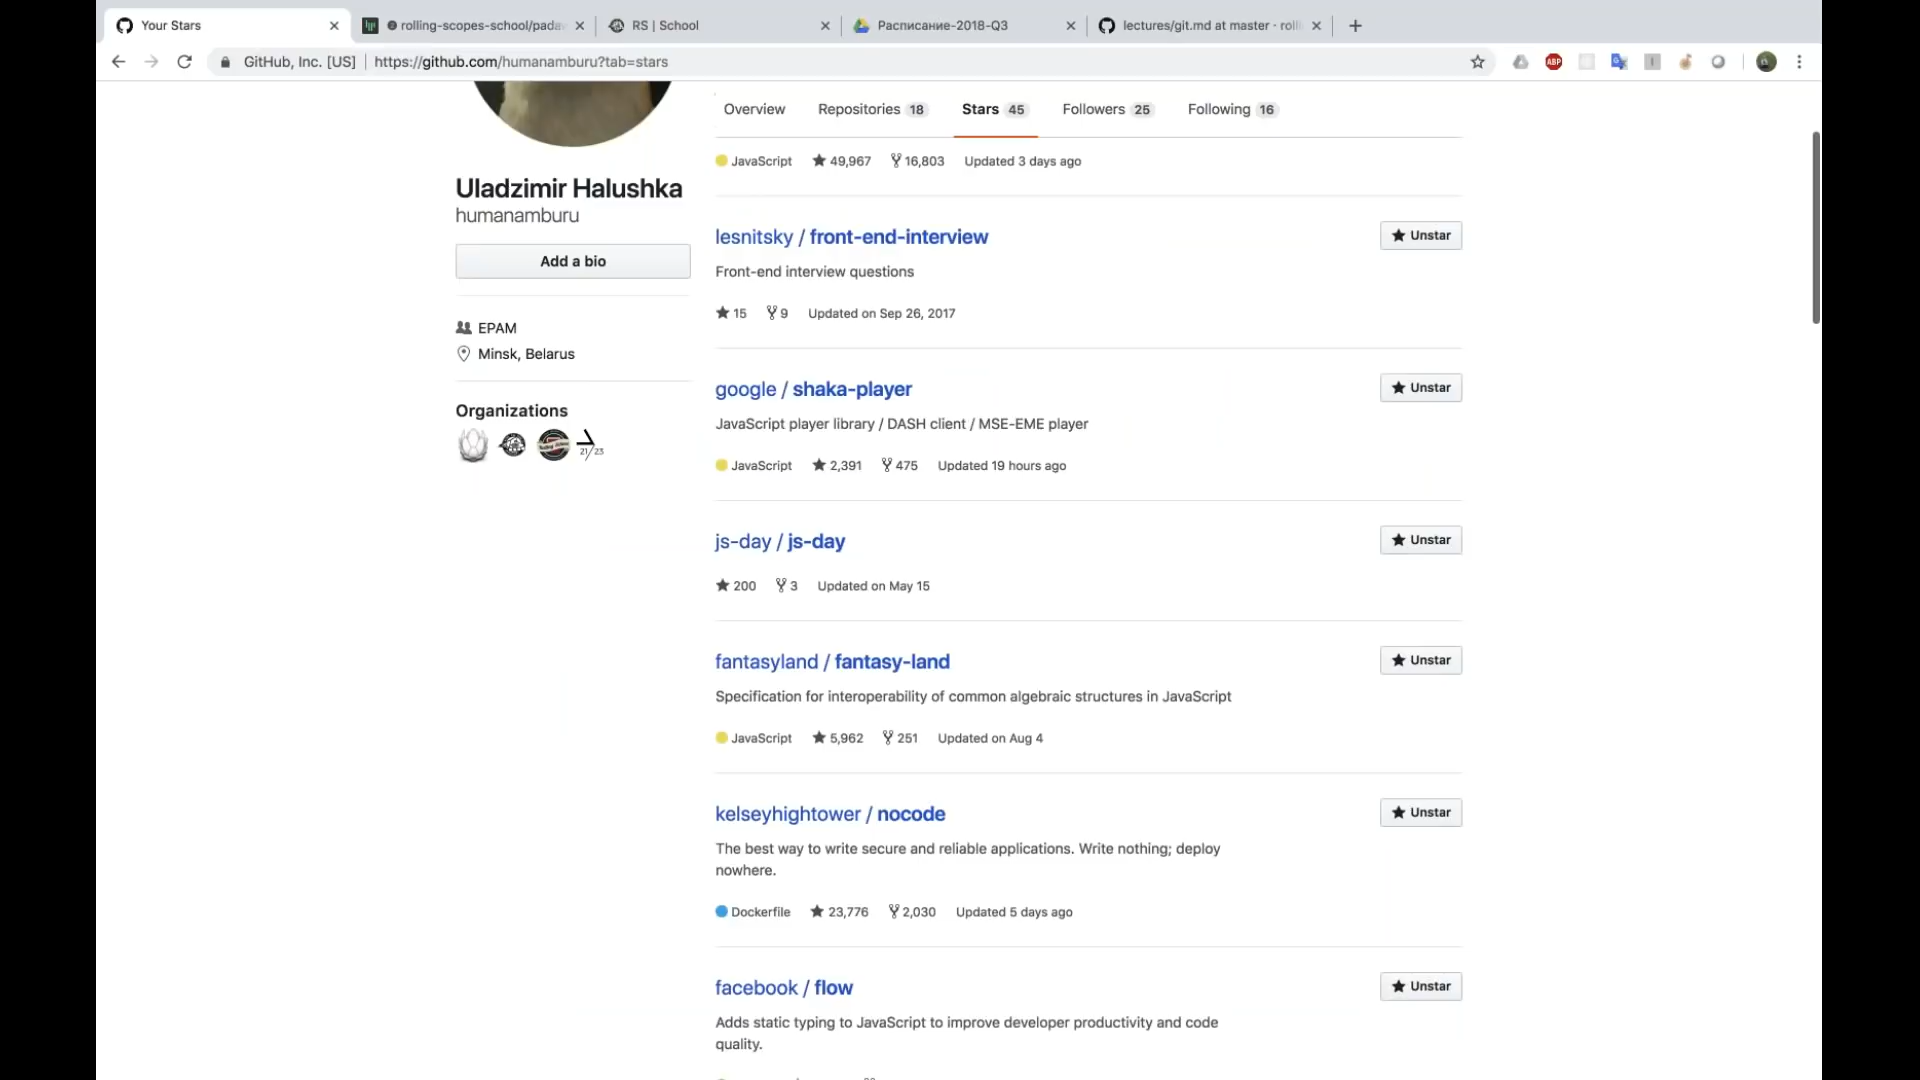 Your Stars
rolling-scopes-school/padav
RS | School
Расписание-2018-Q3
lectures/git.md at master · roll
GitHub, Inc. [US]
https://github.com/humanamburu?tab=stars
ABP
Overview
Repositories 18
Stars 45
Followers 25
Following 16
JavaScript 49,967 16,803 Updated 3 days ago
Uladzimir Halushka
humanamburu
Add a bio
EPAM
Minsk, Belarus
Organizations
21/23
lesnitsky / front-end-interview
Unstar
Front-end interview questions
15 9 Updated on Sep 26, 2017
google / shaka-player
Unstar
JavaScript player library / DASH client / MSE-EME player
JavaScript 2,391 475 Updated 19 hours ago
js-day / js-day
Unstar
200 3 Updated on May 15
fantasyland / fantasy-land
Unstar
Specification for interoperability of common algebraic structures in JavaScript
JavaScript 5,962 251 Updated on Aug 4
kelseyhightower / nocode
Unstar
The best way to write secure and reliable applications. Write nothing; deploy
nowhere.
Dockerfile 23,776 2,030 Updated 5 days ago
facebook / flow
Unstar
Adds static typing to JavaScript to improve developer productivity and code
quality.